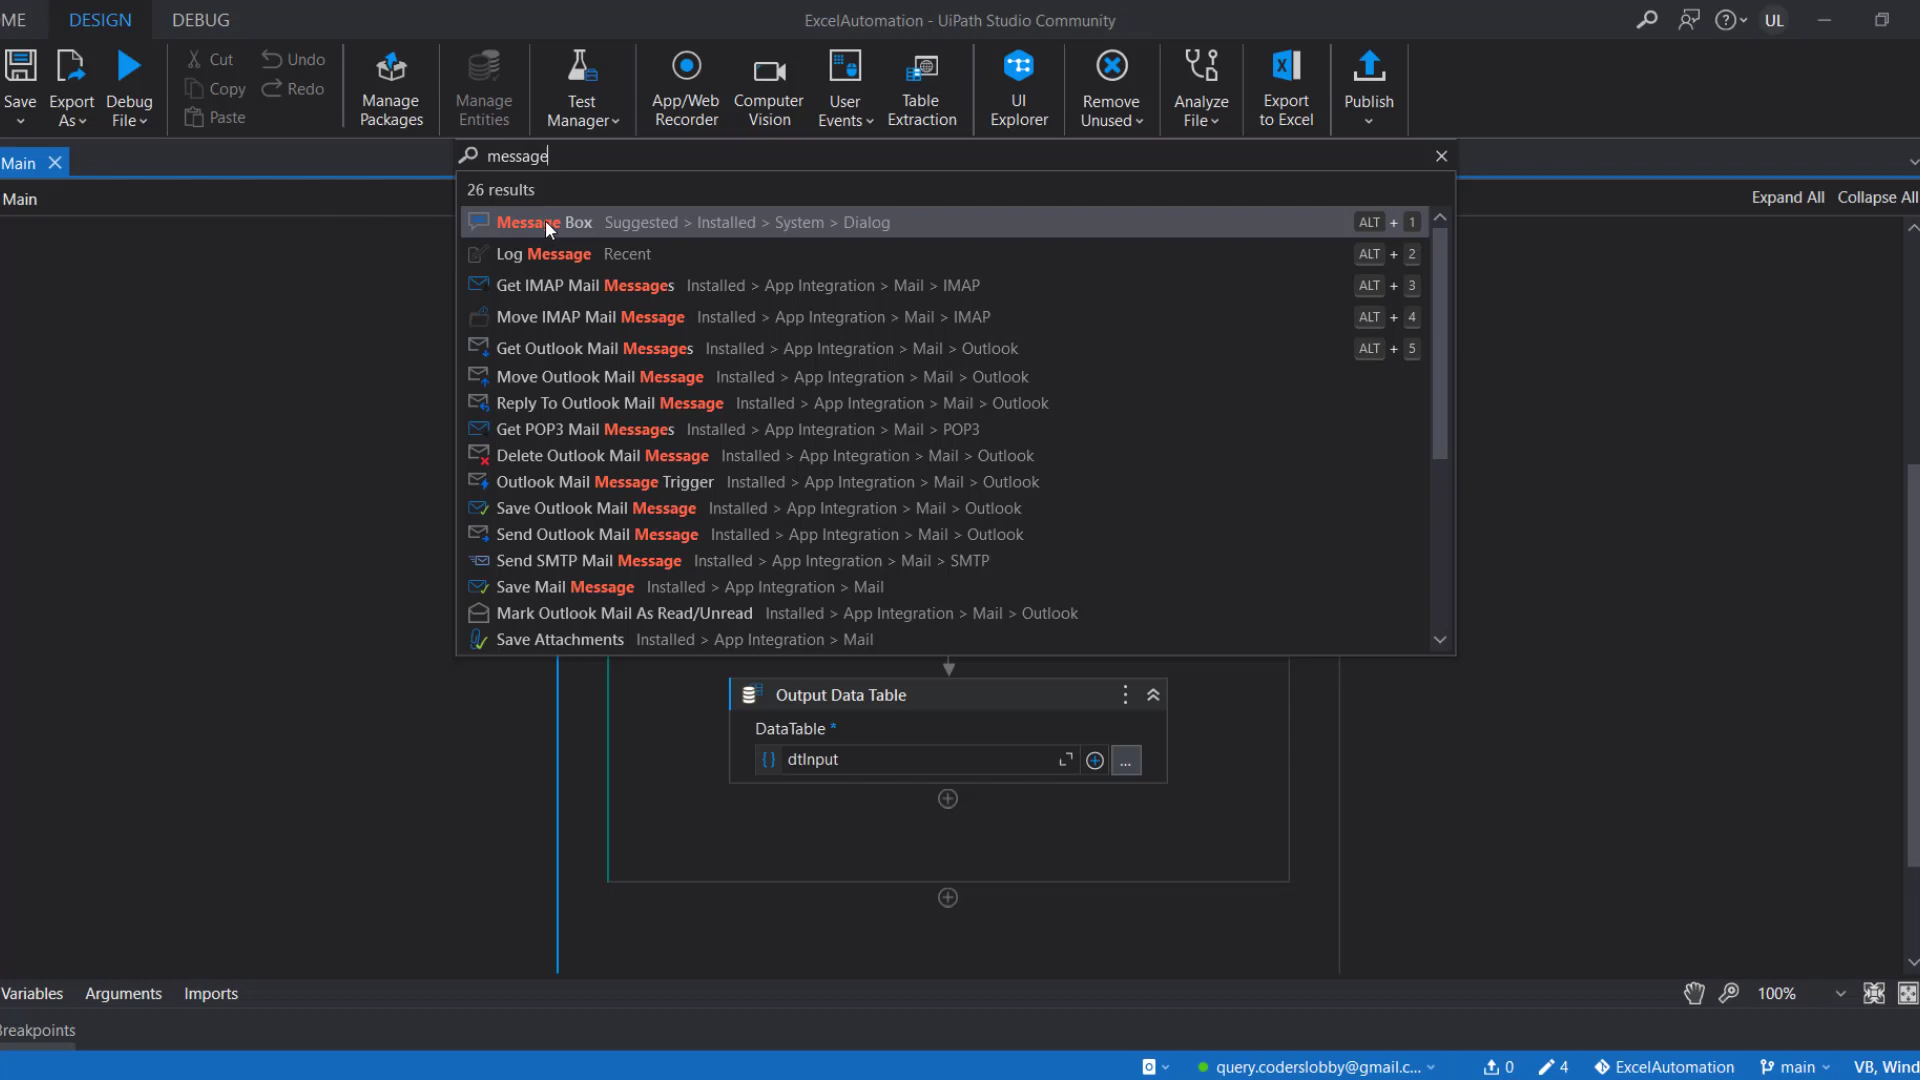 OME DESIGN DEBUG ExcelAutomation - UiPath Studio Community UL
Save Export As Debug File Cut Copy Paste Undo Redo Manage Packages Manage Entities Test Manager App/Web Recorder Computer Vision User Events Table Extraction UI Explorer Remove Unused Analyze File Export to Excel Publish
Main message
Main Expand All Collapse All
26 results
Message Box Suggested > Installed > System > Dialog ALT + 1
Log Message Recent ALT + 2
Get IMAP Mail Messages Installed > App Integration > Mail > IMAP ALT + 3
Move IMAP Mail Message Installed > App Integration > Mail > IMAP ALT + 4
Get Outlook Mail Messages Installed > App Integration > Mail > Outlook ALT + 5
Move Outlook Mail Message Installed > App Integration > Mail > Outlook
Reply To Outlook Mail Message Installed > App Integration > Mail > Outlook
Get POP3 Mail Messages Installed > App Integration > Mail > POP3
Delete Outlook Mail Message Installed > App Integration > Mail > Outlook
Outlook Mail Message Trigger Installed > App Integration > Mail > Outlook
Save Outlook Mail Message Installed > App Integration > Mail > Outlook
Send Outlook Mail Message Installed > App Integration > Mail > Outlook
Send SMTP Mail Message Installed > App Integration > Mail > SMTP
Save Mail Message Installed > App Integration > Mail
Mark Outlook Mail As Read/Unread Installed > App Integration > Mail > Outlook
Save Attachments Installed > App Integration > Mail
Output Data Table
DataTable *
{} dtInput ...
Variables Arguments Imports 100%
Breakpoints
query.coderslobby@gmail.c... 0 4 ExcelAutomation main VB, Wind